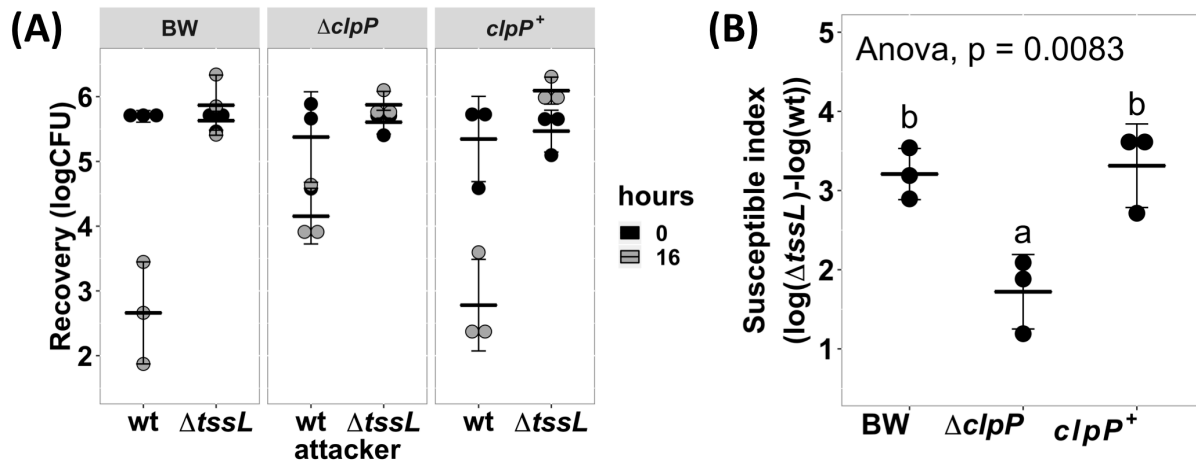 (A)
BW
ΔclpP
clpP+
Recovery (logCFU)
6
5
4
3
2
wt ΔtssL
wt ΔtssL
wt ΔtssL
attacker
hours
0
16
(B)
Anova, p = 0.0083
Susceptible index
(log(ΔtssL)-log(wt))
5
4
3
2
1
b
a
b
BW
ΔclpP
clpP+